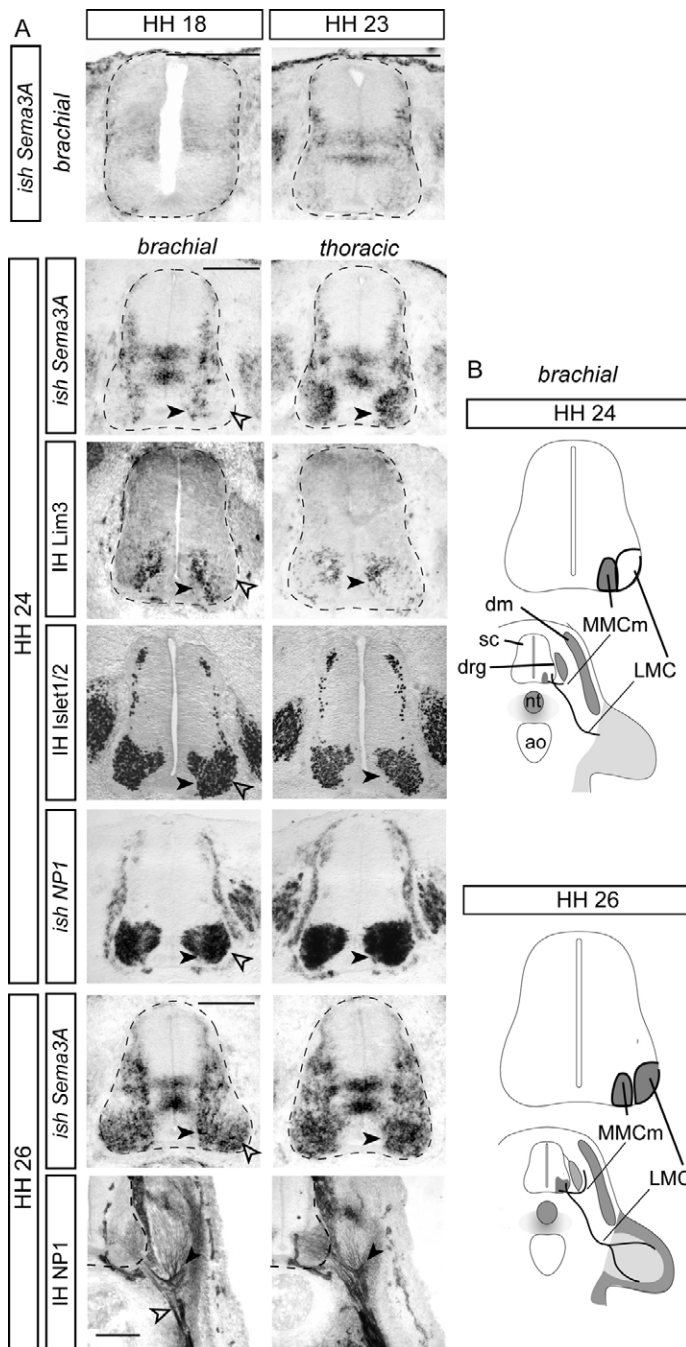 A
HH 18 HH 23
ish Sema3A
brachial
brachial thoracic
HH 24
ish Sema3A
IH Lim3
IH Islet1/2
ish NP1
HH 26
ish Sema3A
IH NP1
B
brachial
HH 24
dm
MMCm
sc
LMC
drg
nt
ao
HH 26
MMCm
LMC